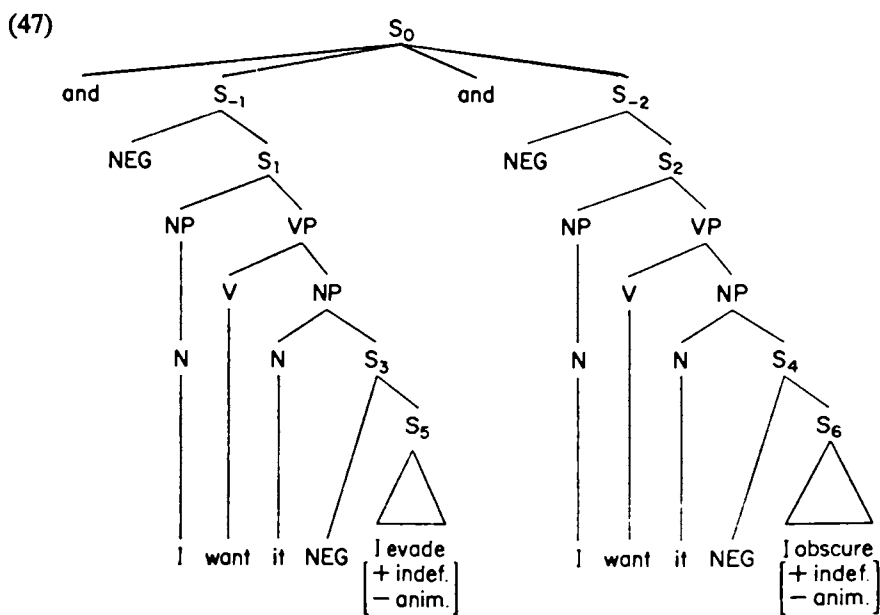 (47)
S₀
and S₋₁ and S₋₂
NEG S₁ NEG S₂
NP VP NP VP
V NP V NP
N N S₃ N N S₄
S₅ S₆
I want it NEG I evade I want it NEG I obscure
[+ indef.] [+ indef.]
[− anim.] [− anim.]